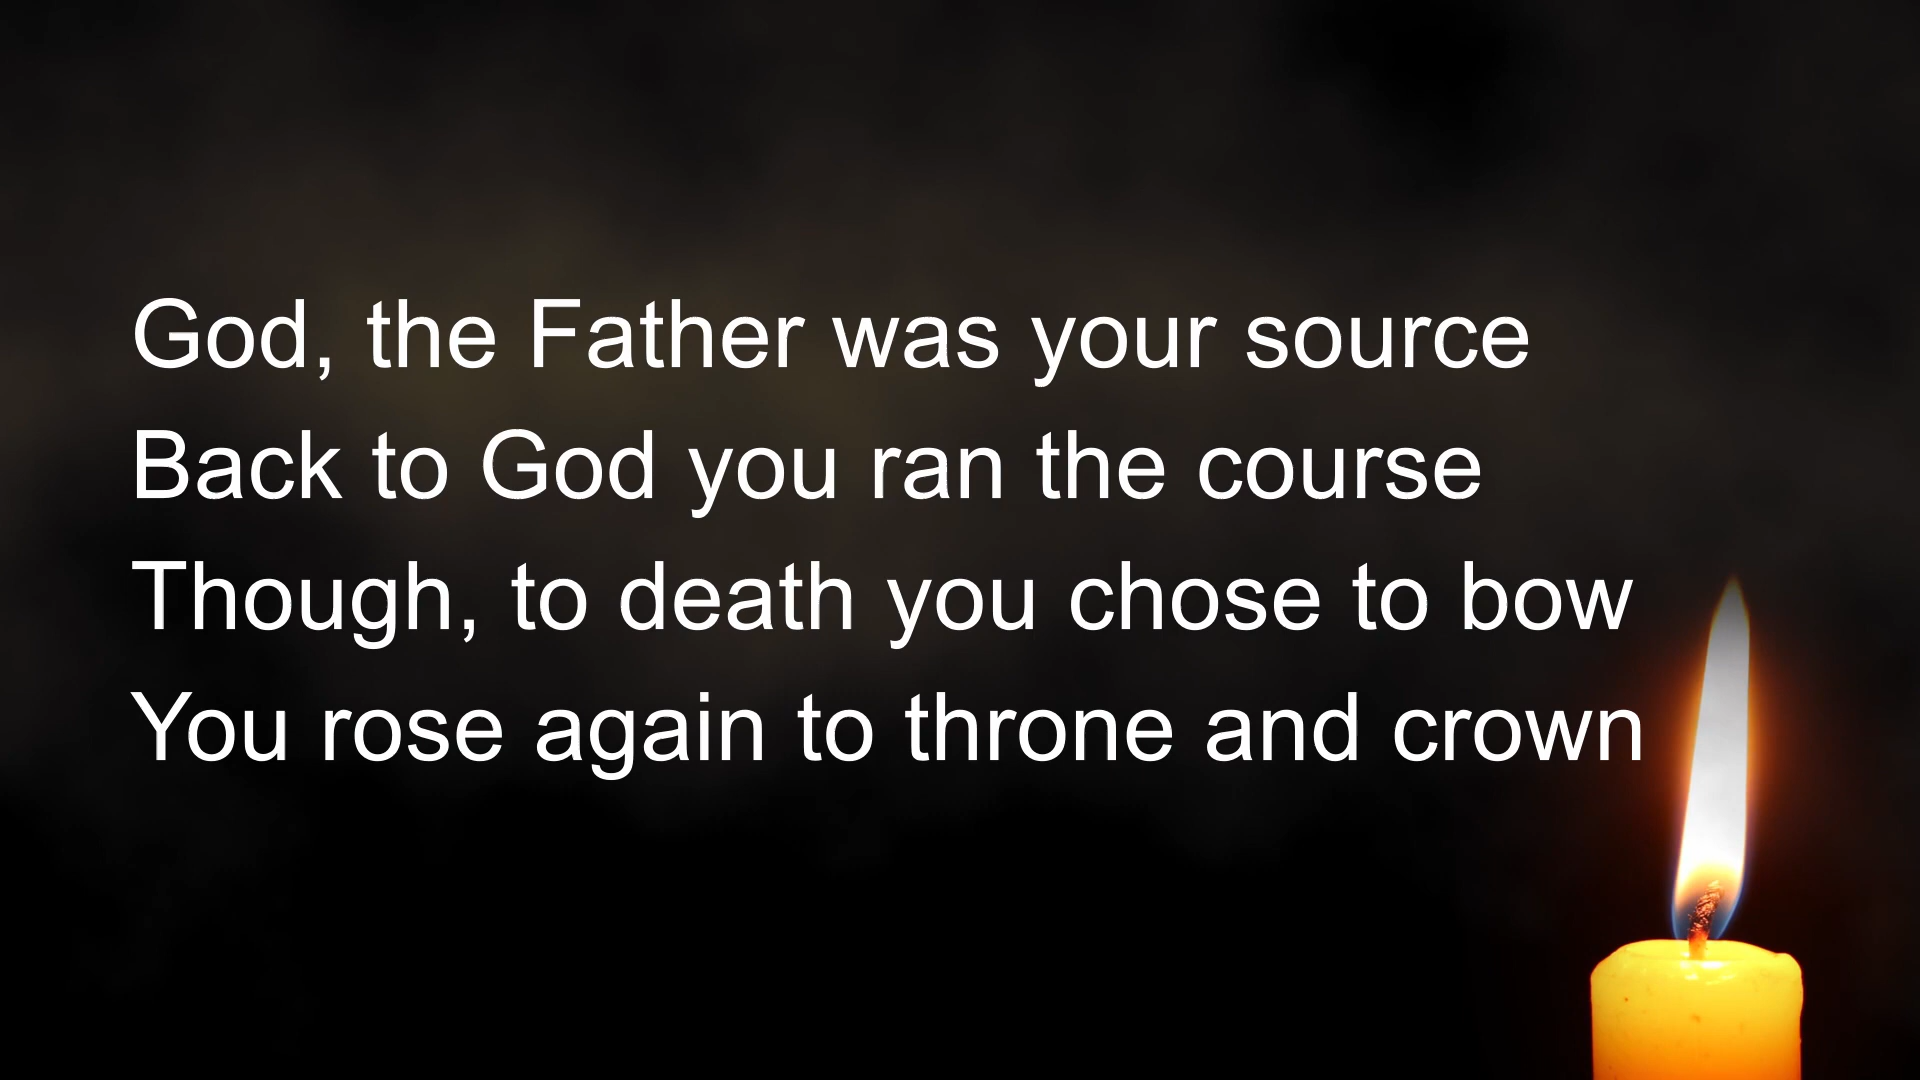 God, the Father was your source
Back to God you ran the course
Though, to death you chose to bow
You rose again to throne and crown